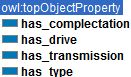 owl:topObjectProperty
has_complectation
has_drive
has_transmission
has_type